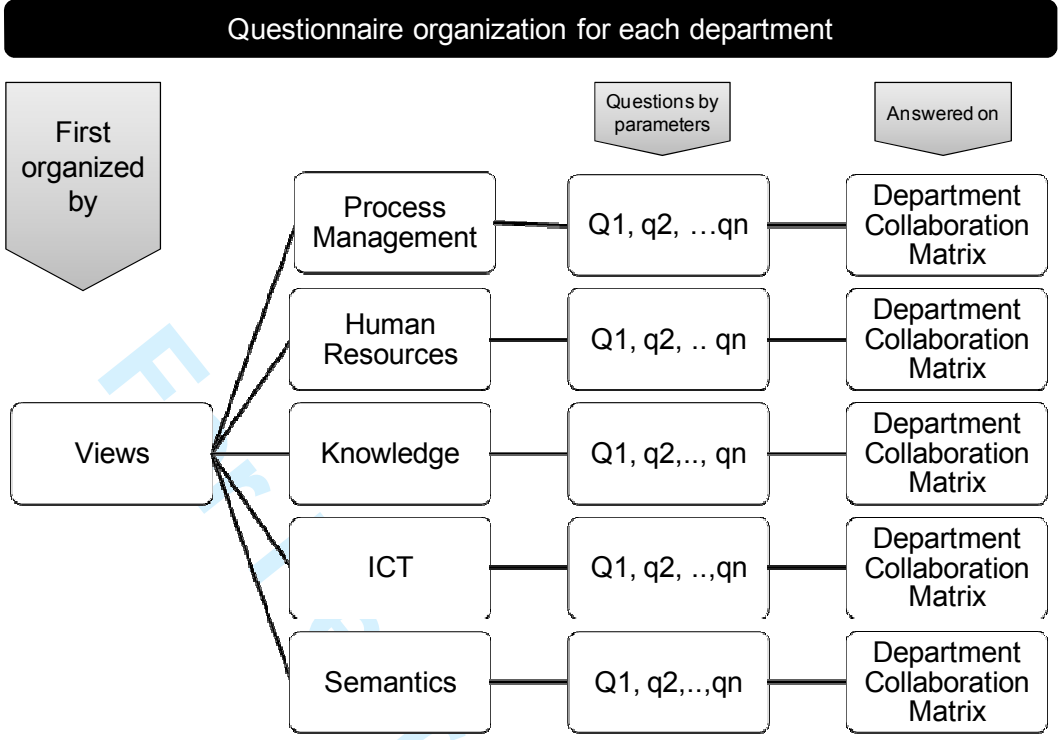 Questionnaire organization for each department
First
organized
by
Questions by
parameters
Answered on
Process
Management
Q1, q2, …qn
Department
Collaboration
Matrix
Human
Resources
Q1, q2, .. qn
Department
Collaboration
Matrix
Views
Knowledge
Q1, q2,.., qn
Department
Collaboration
Matrix
ICT
Q1, q2, ..,qn
Department
Collaboration
Matrix
Semantics
Q1, q2,..,qn
Department
Collaboration
Matrix